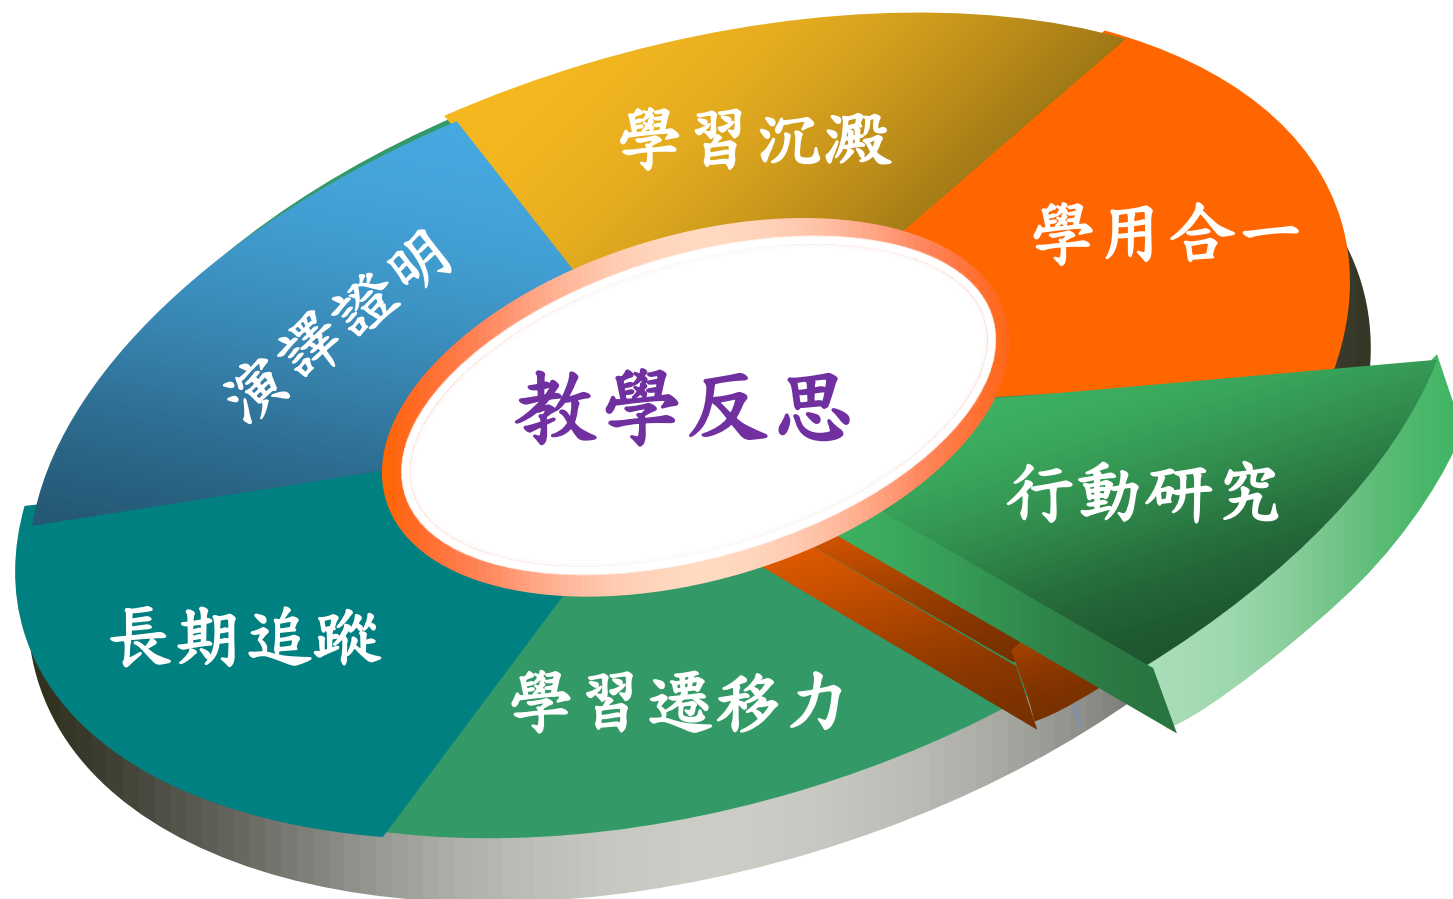 學習沉澱
學用合一
演譯證明
教學反思
行動研究
長期追蹤
學習遷移力